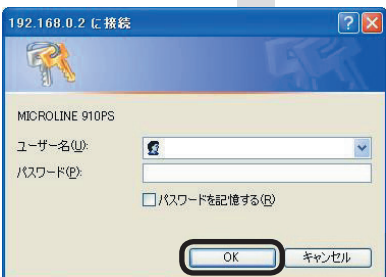 192.168.0.2 に接続
MICROLINE 910PS
ユーザー名(U):
パスワード(P):
パスワードを記憶する(R)
OK
キャンセル